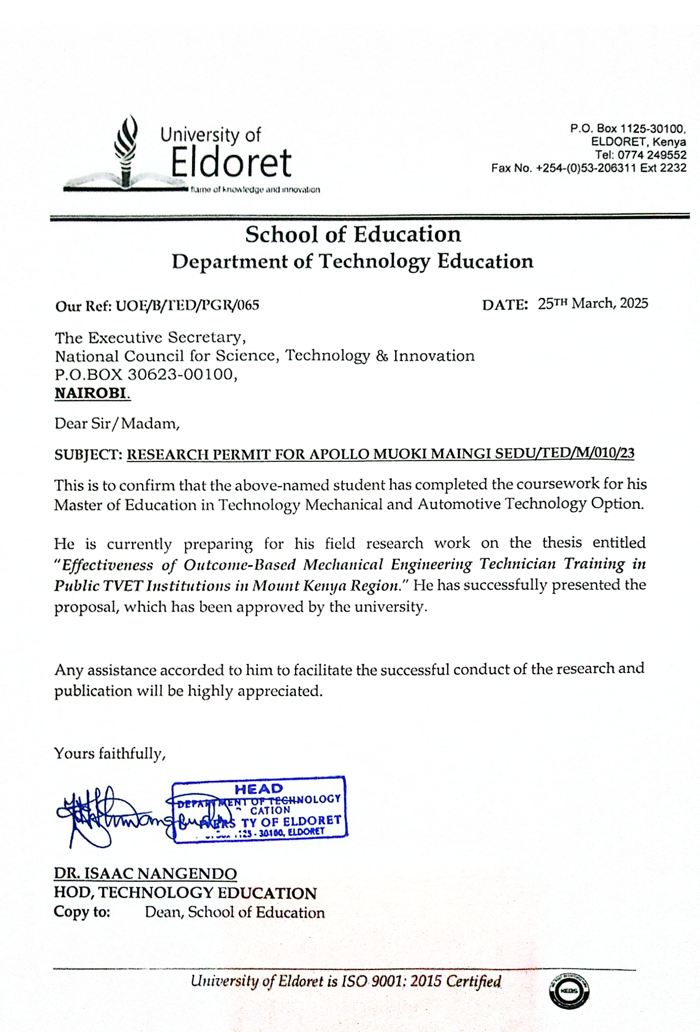 University of
Eldoret
flame of knowledge and innovation
P.O. Box 1125-30100,
ELDORET, Kenya
Tel: 0774 249552
Fax No. +254-(0)53-206311 Ext 2232
School of Education
Department of Technology Education
Our Ref: UOE/B/TED/PGR/065
DATE: 25TH March, 2025
The Executive Secretary,
National Council for Science, Technology & Innovation
P.O.BOX 30623-00100,
NAIROBI.
Dear Sir/Madam,
SUBJECT: RESEARCH PERMIT FOR APOLLO MUOKI MAINGI SEDU/TED/M/010/23
This is to confirm that the above-named student has completed the coursework for his
Master of Education in Technology Mechanical and Automotive Technology Option.
He is currently preparing for his field research work on the thesis entitled
"Effectiveness of Outcome-Based Mechanical Engineering Technician Training in
Public TVET Institutions in Mount Kenya Region." He has successfully presented the
proposal, which has been approved by the university.
Any assistance accorded to him to facilitate the successful conduct of the research and
publication will be highly appreciated.
Yours faithfully,
HEAD
DEPARTMENT OF TECHNOLOGY
CATION
TY OF ELDORET
1125 - 30100, ELDORET
DR. ISAAC NANGENDO
HOD, TECHNOLOGY EDUCATION
Copy to: Dean, School of Education
University of Eldoret is ISO 9001: 2015 Certified